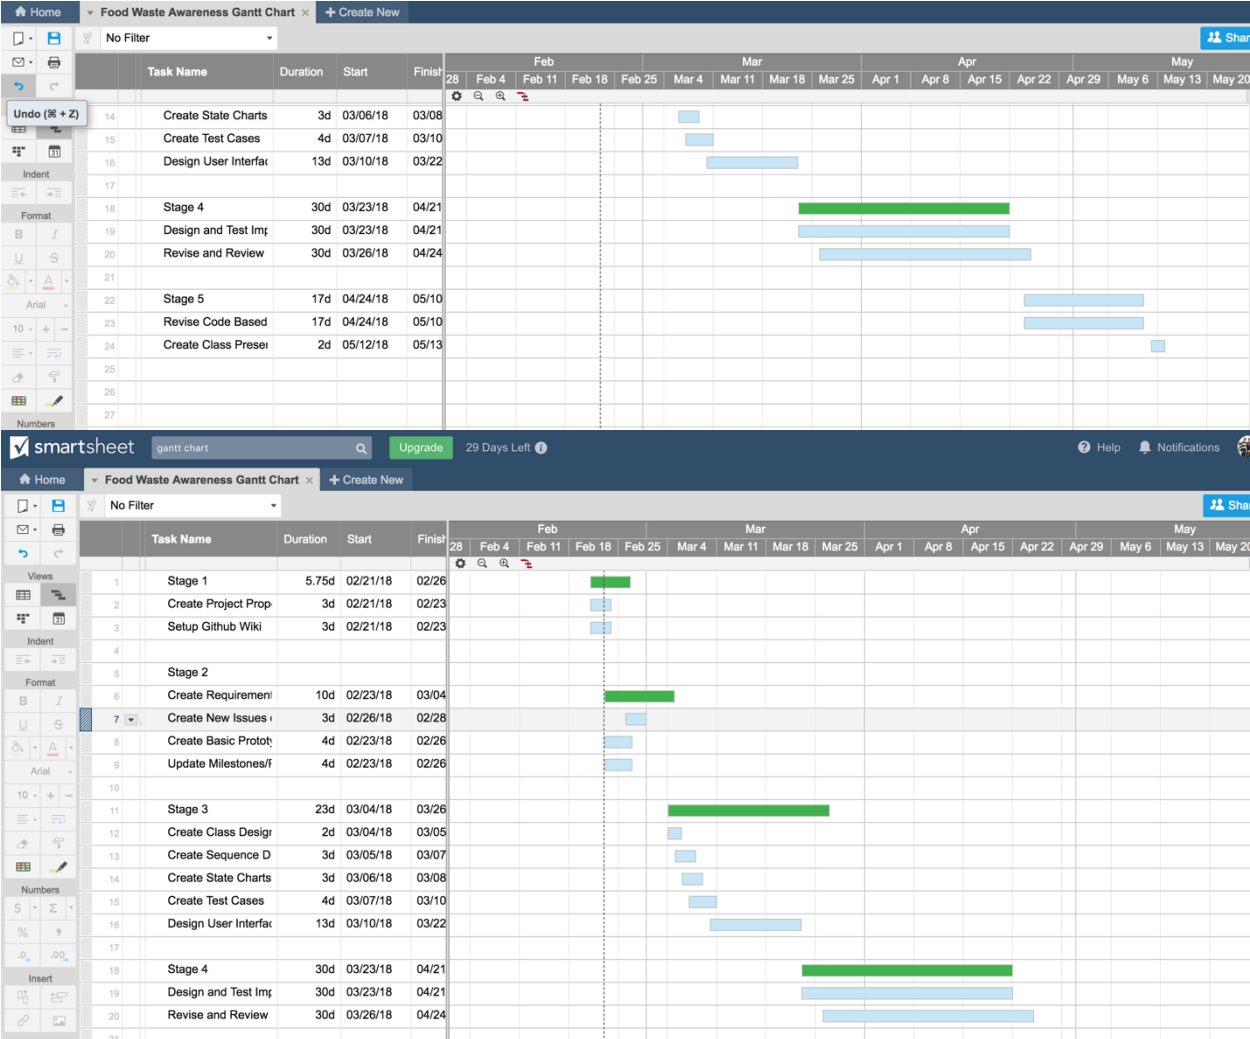 Home Food Waste Awareness Gantt Chart × + Create New
No Filter Shar
Task Name Duration Start Finish Feb Mar Apr May
28 Feb 4 Feb 11 Feb 18 Feb 25 Mar 4 Mar 11 Mar 18 Mar 25 Apr 1 Apr 8 Apr 15 Apr 22 Apr 29 May 6 May 13 May 20
Undo (⌘ + Z)
14 Create State Charts 3d 03/06/18 03/08
15 Create Test Cases 4d 03/07/18 03/10
16 Design User Interfac 13d 03/10/18 03/22
Indent
17
18 Stage 4 30d 03/23/18 04/21
Format
19 Design and Test Imp 30d 03/23/18 04/21
B I
20 Revise and Review 30d 03/26/18 04/24
U S
21
A
22 Stage 5 17d 04/24/18 05/10
Arial
23 Revise Code Based 17d 04/24/18 05/10
10 + −
24 Create Class Preser 2d 05/12/18 05/13
25
26
27
Numbers
smartsheet gantt chart Upgrade 29 Days Left Help Notifications
Home Food Waste Awareness Gantt Chart × + Create New
No Filter Shar
Task Name Duration Start Finish Feb Mar Apr May
28 Feb 4 Feb 11 Feb 18 Feb 25 Mar 4 Mar 11 Mar 18 Mar 25 Apr 1 Apr 8 Apr 15 Apr 22 Apr 29 May 6 May 13 May 20
Views
1 Stage 1 5.75d 02/21/18 02/26
2 Create Project Prop 3d 02/21/18 02/23
31
3 Setup Github Wiki 3d 02/21/18 02/23
Indent
4
5 Stage 2
Format
6 Create Requirement 10d 02/23/18 03/04
B I
7 Create New Issues 3d 02/26/18 02/28
U S
8 Create Basic Prototy 4d 02/23/18 02/26
A
9 Update Milestones/F 4d 02/23/18 02/26
Arial
10
10 + −
11 Stage 3 23d 03/04/18 03/26
12 Create Class Desigr 2d 03/04/18 03/05
13 Create Sequence D 3d 03/05/18 03/07
14 Create State Charts 3d 03/06/18 03/08
Numbers
15 Create Test Cases 4d 03/07/18 03/10
$ Σ
16 Design User Interfac 13d 03/10/18 03/22
% ,
17
.0 .00
18 Stage 4 30d 03/23/18 04/21
Insert
19 Design and Test Imp 30d 03/23/18 04/21
20 Revise and Review 30d 03/26/18 04/24